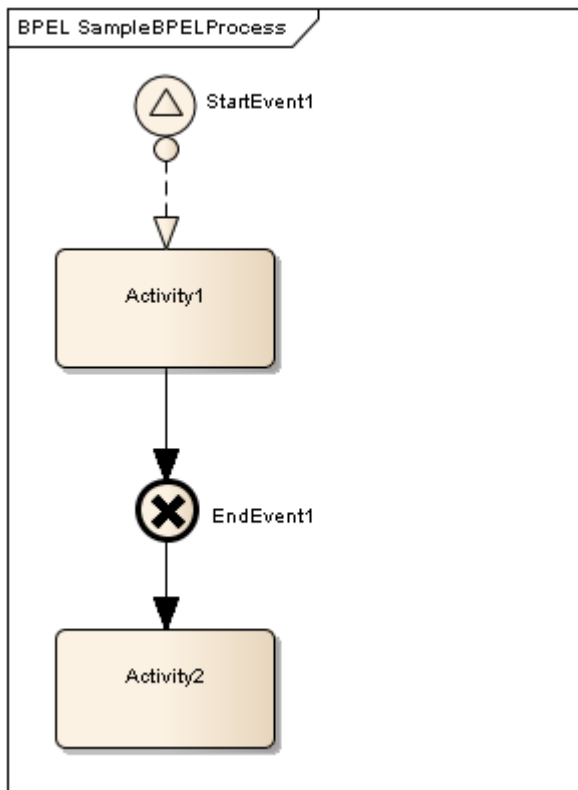 BPEL SampleBPELProcess
StartEvent1
Activity1
EndEvent1
Activity2